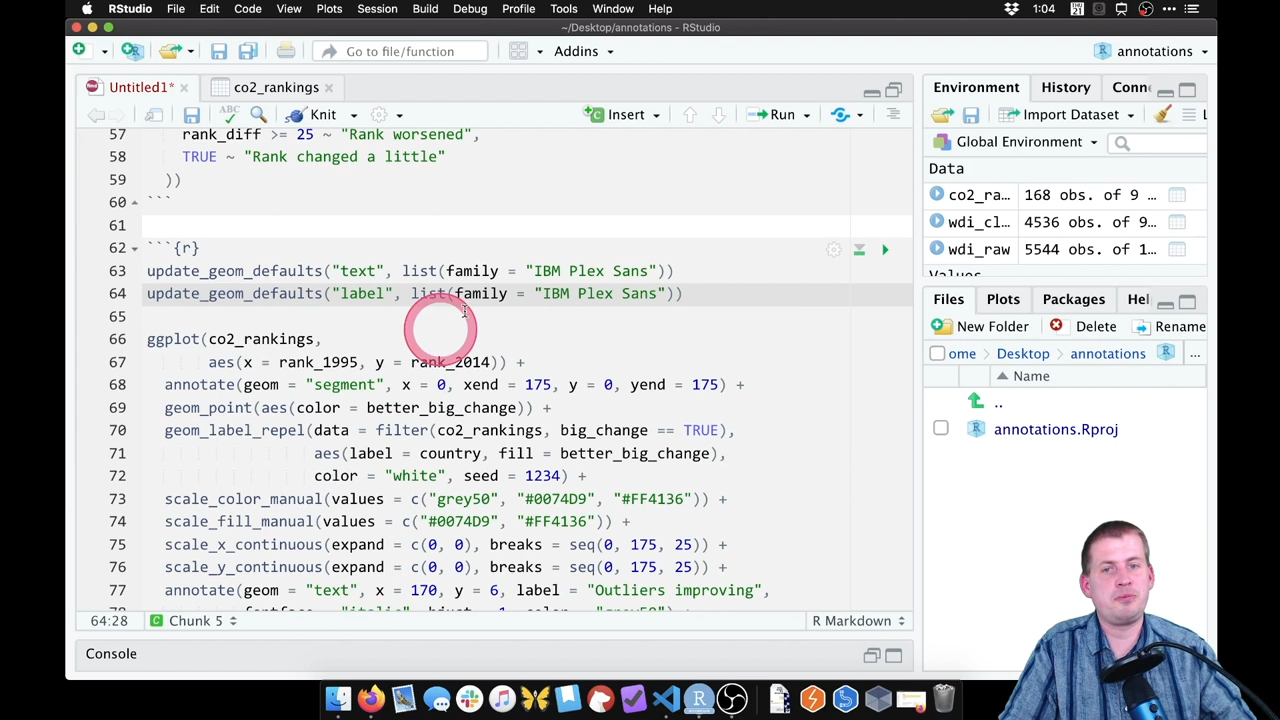 RStudio File Edit Code View Plots Session Build Debug Profile Tools Window Help 1:04 THU 21
~/Desktop/annotations - RStudio
Go to file/function Addins annotations
Untitled1* co2_rankings
Knit Insert Run
57 rank_diff >= 25 ~ "Rank worsened",
58 TRUE ~ "Rank changed a little"
59 ))
60 ```
61
62 ```{r}
63 update_geom_defaults("text", list(family = "IBM Plex Sans"))
64 update_geom_defaults("label", list(family = "IBM Plex Sans"))
65
66 ggplot(co2_rankings,
67 aes(x = rank_1995, y = rank_2014)) +
68 annotate(geom = "segment", x = 0, xend = 175, y = 0, yend = 175) +
69 geom_point(aes(color = better_big_change)) +
70 geom_label_repel(data = filter(co2_rankings, big_change == TRUE),
71 aes(label = country, fill = better_big_change),
72 color = "white", seed = 1234) +
73 scale_color_manual(values = c("grey50", "#0074D9", "#FF4136")) +
74 scale_fill_manual(values = c("#0074D9", "#FF4136")) +
75 scale_x_continuous(expand = c(0, 0), breaks = seq(0, 175, 25)) +
76 scale_y_continuous(expand = c(0, 0), breaks = seq(0, 175, 25)) +
77 annotate(geom = "text", x = 170, y = 6, label = "Outliers improving",
64:28 Chunk 5 R Markdown
Console
Environment History Conn
Import Dataset L
Global Environment
Data
co2_ra… 168 obs. of 9 …
wdi_cl… 4536 obs. of 9…
wdi_raw 5544 obs. of 1…
Values
Files Plots Packages Hel
New Folder Delete Rename
ome Desktop annotations R ...
Name
..
annotations.Rproj